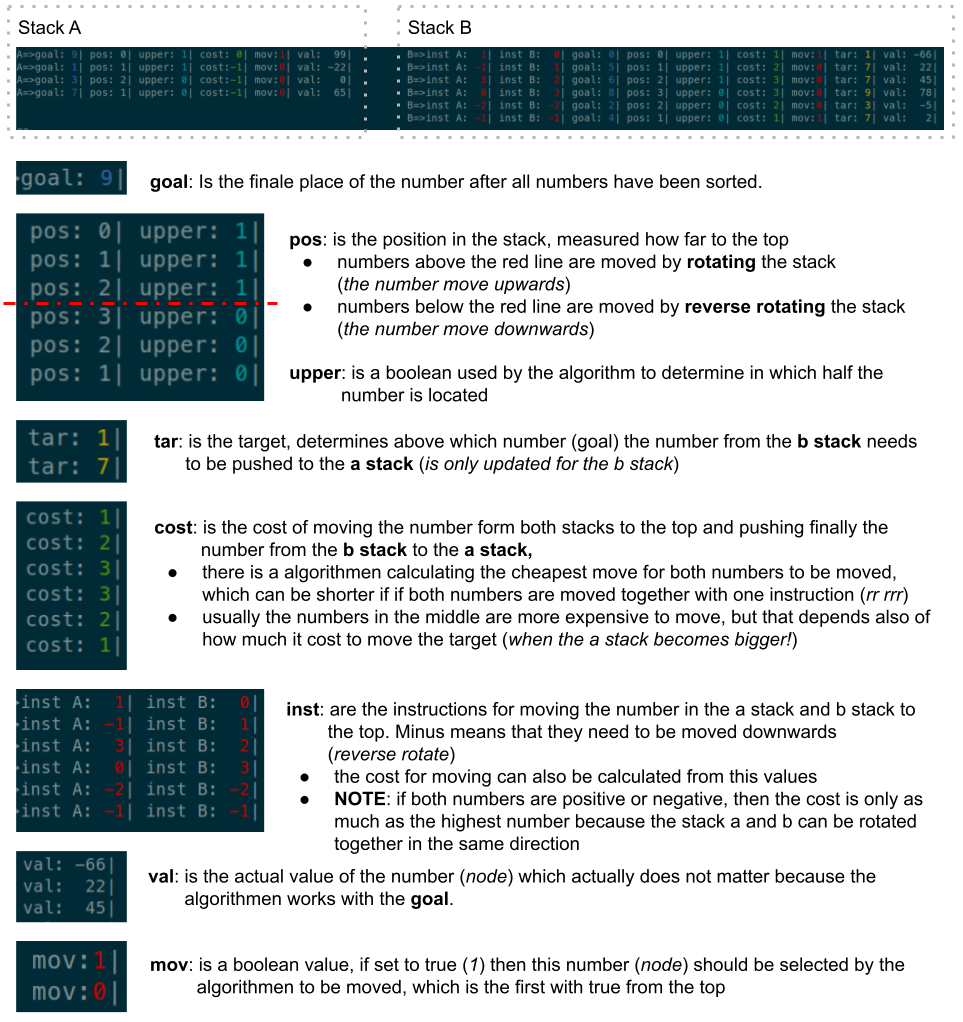 Stack A
Stack B
A=>goal: 9| pos: 0| upper: 1| cost: 0| mov:1| val: 99|
A=>goal: 1| pos: 1| upper: 1| cost:-1| mov:0| val: -22|
A=>goal: 3| pos: 2| upper: 0| cost:-1| mov:0| val: 0|
A=>goal: 7| pos: 1| upper: 0| cost:-1| mov:0| val: 65|
B=>inst A: 1| inst B: 0| goal: 0| pos: 0| upper: 1| cost: 1| mov:1| tar: 1| val: -66|
B=>inst A: -1| inst B: 1| goal: 5| pos: 1| upper: 1| cost: 2| mov:0| tar: 7| val: 22|
B=>inst A: 3| inst B: 2| goal: 6| pos: 2| upper: 1| cost: 3| mov:0| tar: 7| val: 45|
B=>inst A: 0| inst B: 3| goal: 8| pos: 3| upper: 0| cost: 3| mov:0| tar: 9| val: 78|
B=>inst A: -2| inst B: -2| goal: 2| pos: 2| upper: 0| cost: 2| mov:0| tar: 3| val: -5|
B=>inst A: -1| inst B: -1| goal: 4| pos: 1| upper: 0| cost: 1| mov:1| tar: 7| val: 2|
goal: 9|
goal: Is the finale place of the number after all numbers have been sorted.
pos: 0| upper: 1|
pos: 1| upper: 1|
pos: 2| upper: 1|
pos: 3| upper: 0|
pos: 2| upper: 0|
pos: 1| upper: 0|
pos: is the position in the stack, measured how far to the top
● numbers above the red line are moved by rotating the stack
(the number move upwards)
● numbers below the red line are moved by reverse rotating the stack
(the number move downwards)
upper: is a boolean used by the algorithm to determine in which half the
number is located
tar: 1|
tar: 7|
tar: is the target, determines above which number (goal) the number from the b stack needs
to be pushed to the a stack (is only updated for the b stack)
cost: 1|
cost: 2|
cost: 3|
cost: 3|
cost: 2|
cost: 1|
cost: is the cost of moving the number form both stacks to the top and pushing finally the
number from the b stack to the a stack,
● there is a algorithmen calculating the cheapest move for both numbers to be moved,
which can be shorter if if both numbers are moved together with one instruction (rr rrr)
● usually the numbers in the middle are more expensive to move, but that depends also of
how much it cost to move the target (when the a stack becomes bigger!)
inst A: 1| inst B: 0|
inst A: -1| inst B: 1|
inst A: 3| inst B: 2|
inst A: 0| inst B: 3|
inst A: -2| inst B: -2|
inst A: -1| inst B: -1|
inst: are the instructions for moving the number in the a stack and b stack to
the top. Minus means that they need to be moved downwards
(reverse rotate)
● the cost for moving can also be calculated from this values
● NOTE: if both numbers are positive or negative, then the cost is only as
much as the highest number because the stack a and b can be rotated
together in the same direction
val: -66|
val: 22|
val: 45|
val: is the actual value of the number (node) which actually does not matter because the
algorithmen works with the goal.
mov:1|
mov:0|
mov: is a boolean value, if set to true (1) then this number (node) should be selected by the
algorithmen to be moved, which is the first with true from the top